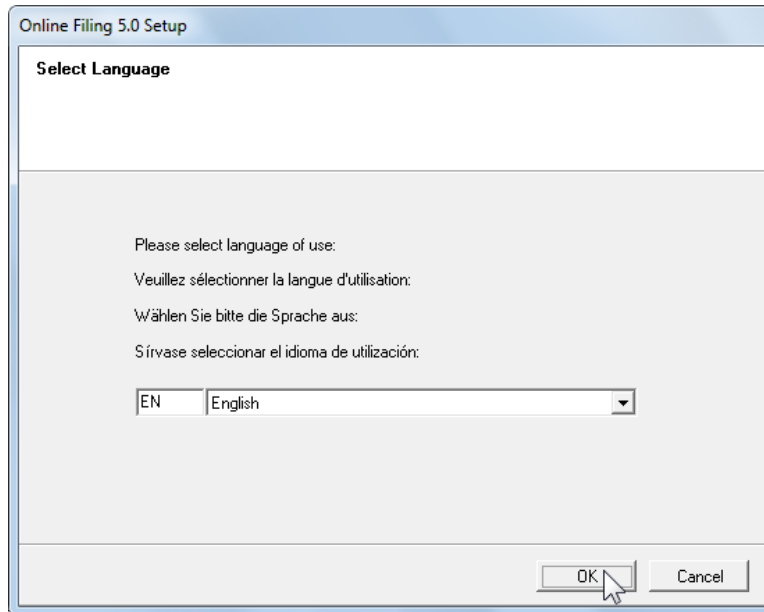 Online Filing 5.0 Setup
Select Language
Please select language of use:
Veuillez sélectionner la langue d'utilisation:
Wählen Sie bitte die Sprache aus:
Sírvase seleccionar el idioma de utilización:
EN English
OK Cancel